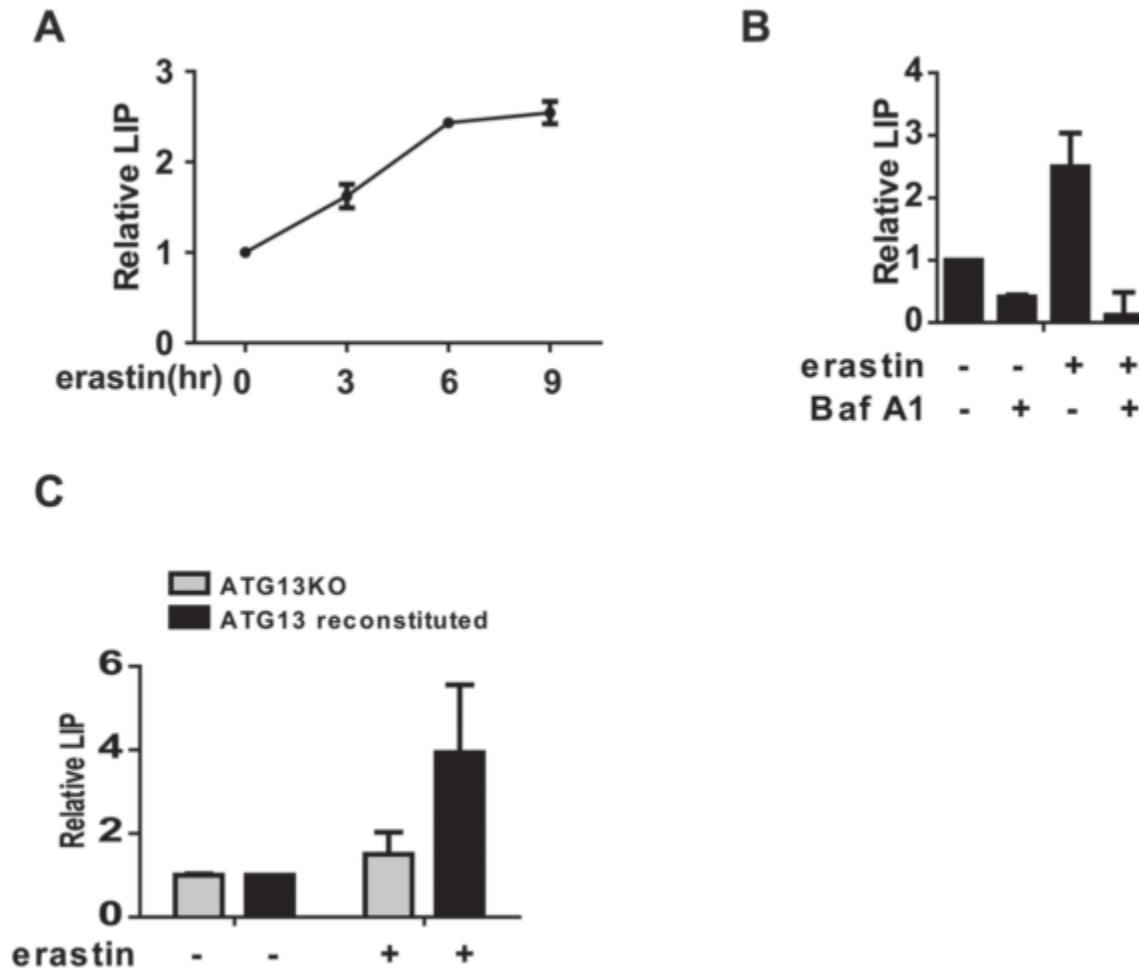 A
Relative LIP
3
2
1
0
erastin(hr) 0 3 6 9
B
Relative LIP
4
3
2
1
0
erastin - - + +
Baf A1 - + - +
C
ATG13KO
ATG13 reconstituted
Relative LIP
6
4
2
0
erastin - - + +